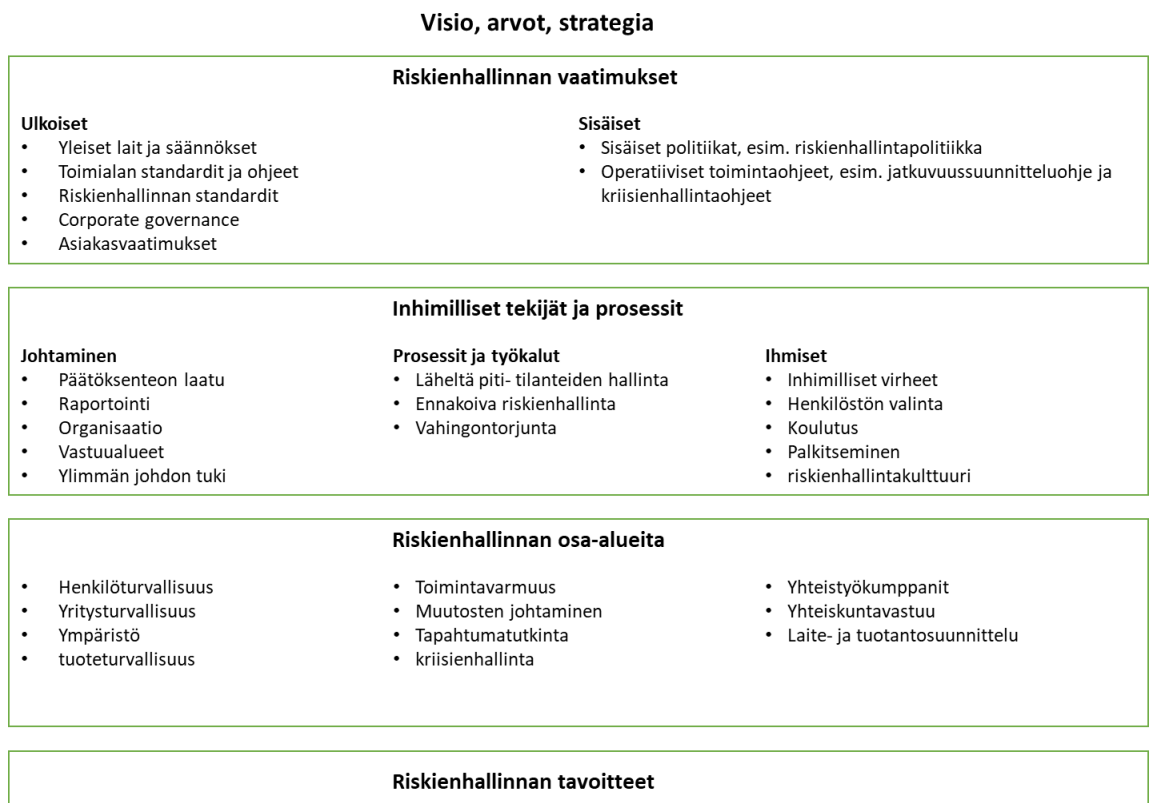 Visio, arvot, strategia
Riskienhallinnan vaatimukset
Ulkoiset
• Yleiset lait ja säännökset
• Toimialan standardit ja ohjeet
• Riskienhallinnan standardit
• Corporate governance
• Asiakasvaatimukset
Sisäiset
• Sisäiset politiikat, esim. riskienhallintapolitiikka
• Operatiiviset toimintaohjeet, esim. jatkuvuussuunnitteluohje ja
kriisienhallintaohjeet
Inhimilliset tekijät ja prosessit
Johtaminen
• Päätöksenteon laatu
• Raportointi
• Organisaatio
• Vastuualueet
• Ylimmän johdon tuki
Prosessit ja työkalut
• Läheltä piti- tilanteiden hallinta
• Ennakoiva riskienhallinta
• Vahingontorjunta
Ihmiset
• Inhimilliset virheet
• Henkilöstön valinta
• Koulutus
• Palkitseminen
• riskienhallintakulttuuri
Riskienhallinnan osa-alueita
• Henkilöturvallisuus
• Yritysturvallisuus
• Ympäristö
• tuoteturvallisuus
• Toimintavarmuus
• Muutosten johtaminen
• Tapahtumatutkinta
• kriisienhallinta
• Yhteistyökumppanit
• Yhteiskuntavastuu
• Laite- ja tuotantosuunnittelu
Riskienhallinnan tavoitteet